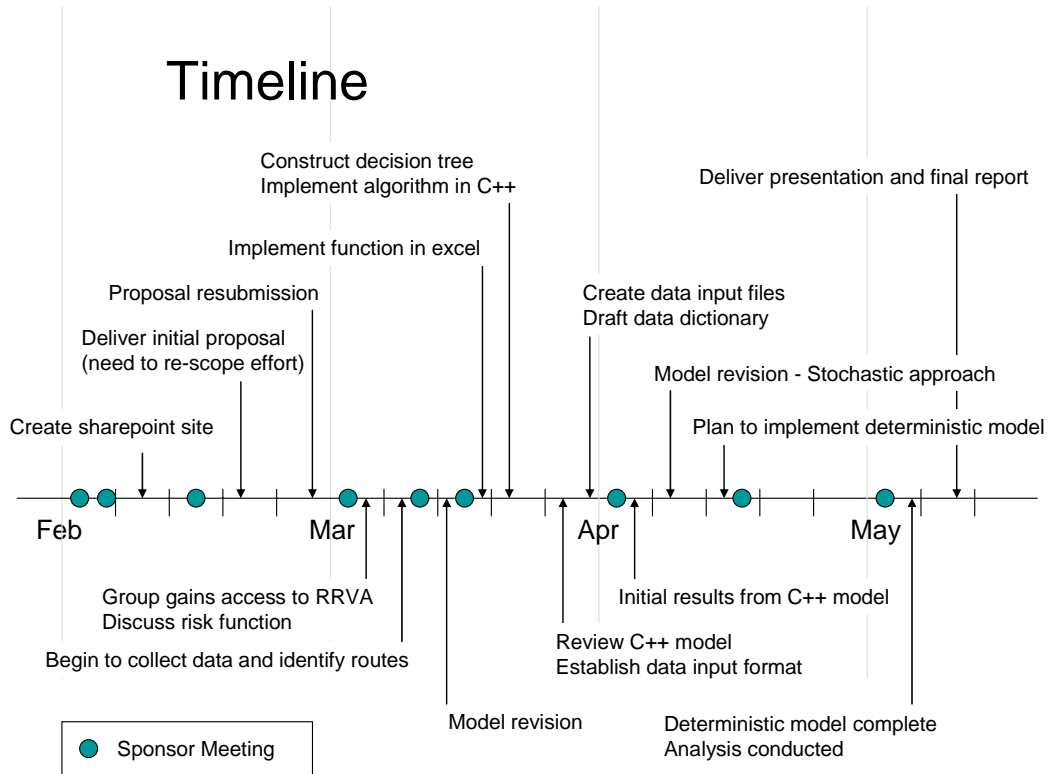 Timeline
Construct decision tree
Implement algorithm in C++
Deliver presentation and final report
Implement function in excel
Proposal resubmission
Create data input files
Draft data dictionary
Deliver initial proposal
(need to re-scope effort)
Model revision - Stochastic approach
Create sharepoint site
Plan to implement deterministic model
Feb
Mar
Apr
May
Group gains access to RRVA
Discuss risk function
Initial results from C++ model
Review C++ model
Establish data input format
Begin to collect data and identify routes
Model revision
Deterministic model complete
Analysis conducted
Sponsor Meeting